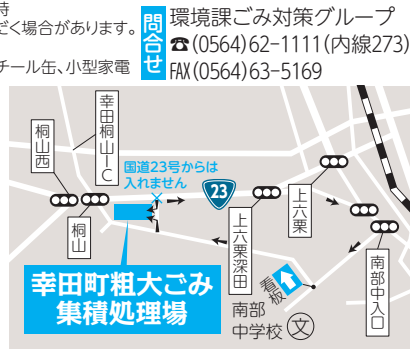 時
だく場合があります。
チール缶、小型家電
問合せ
環境課ごみ対策グループ
☎(0564)62-1111(内線273)
FAX(0564)63-5169
桐山西
幸田桐山IC
桐山
国道23号からは
入れません
23
上六栗深田
上六栗
南部中入口
看板
南部
中学校
文
幸田町粗大ごみ
集積処理場